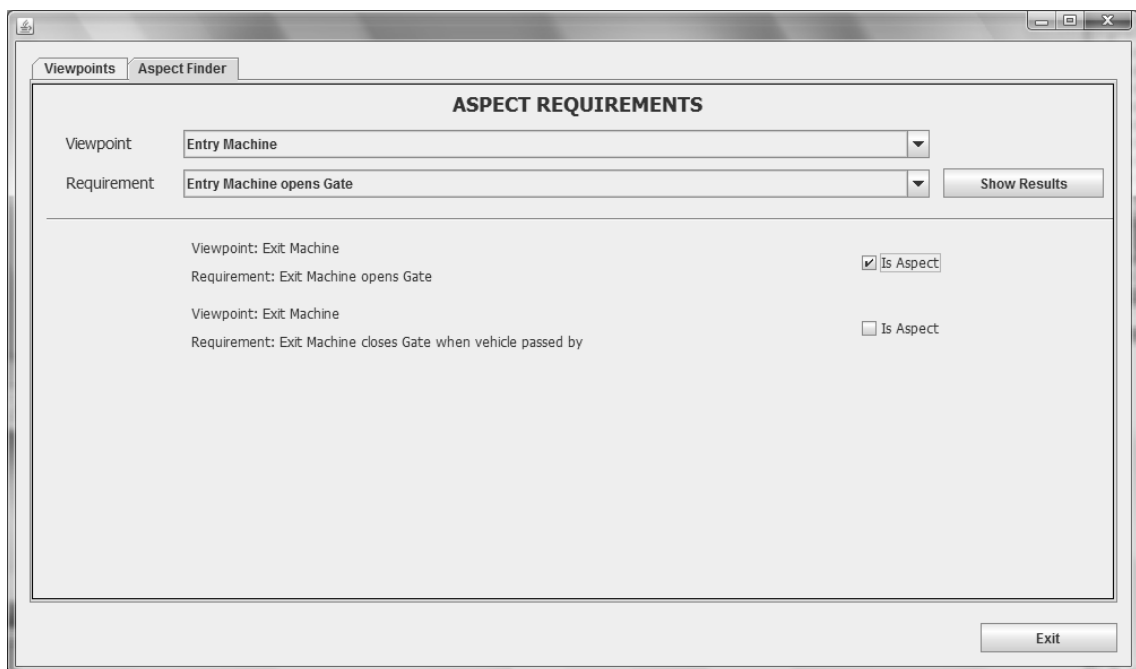 Viewpoints Aspect Finder
ASPECT REQUIREMENTS
Viewpoint Entry Machine
Requirement Entry Machine opens Gate Show Results
Viewpoint: Exit Machine
Requirement: Exit Machine opens Gate
Is Aspect
Viewpoint: Exit Machine
Requirement: Exit Machine closes Gate when vehicle passed by
Is Aspect
Exit